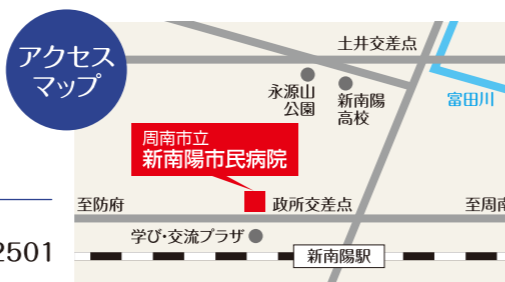 アクセス
マップ
土井交差点
永源山
公園
新南陽
高校
富田川
周南市立
新南陽市民病院
至防府
政所交差点
至周南
学び・交流プラザ
2501
新南陽駅